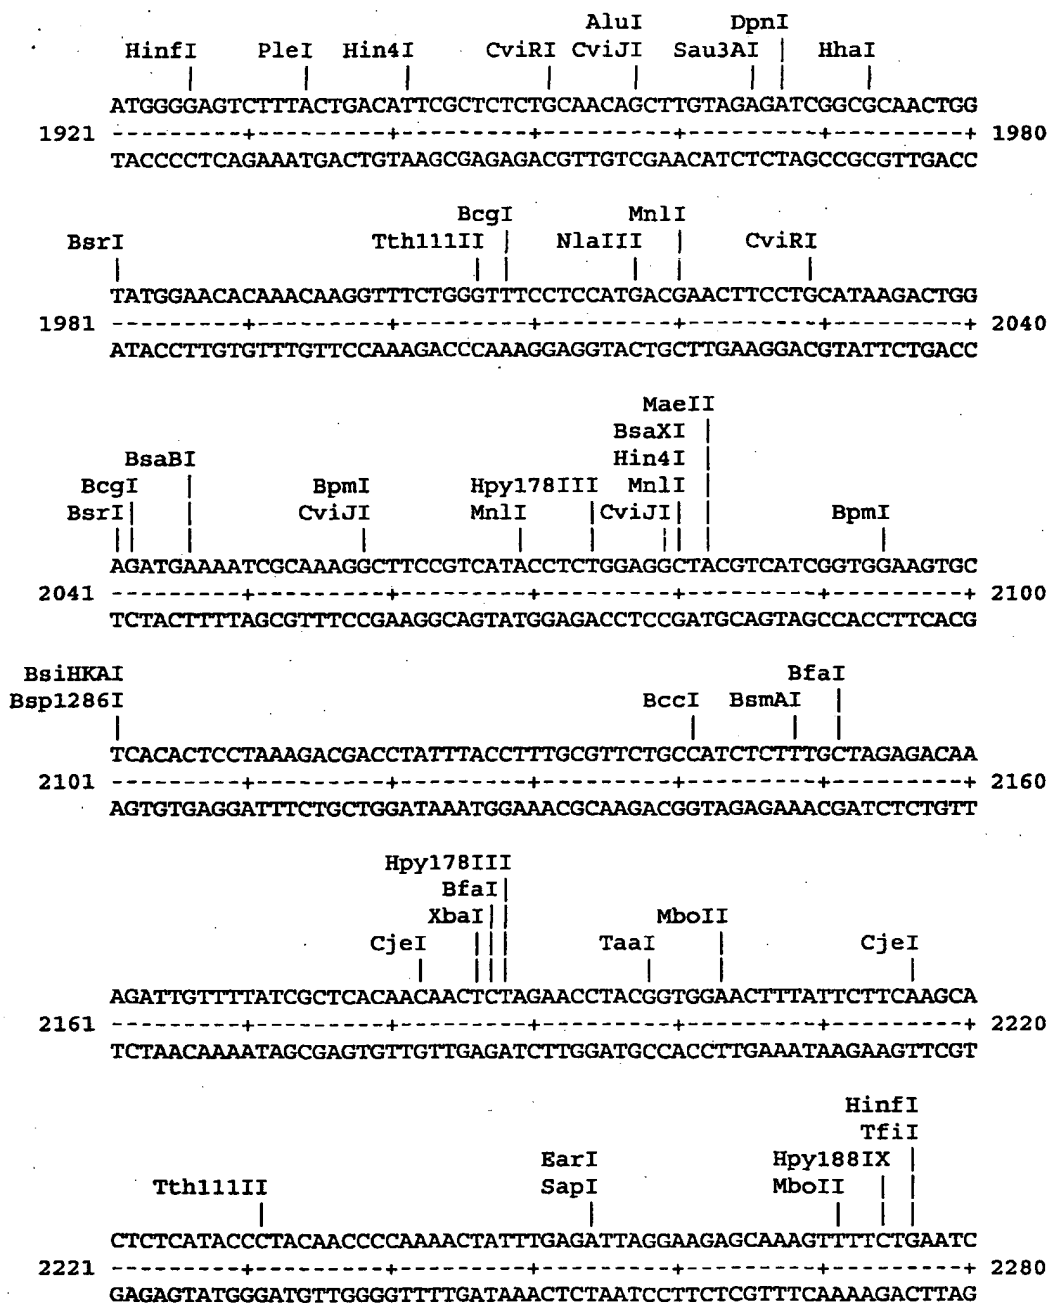 AluI DpnI
HinfI PleI Hin4I CviRI CviJI Sau3AI | HhaI
| | | | | | | |
ATGGGGAGTCTTTACTGACATTCGCTCTCTGCAACAGCTTGTAGAGATCGGCGCAACTGG
1921 ---------+---------+---------+---------+---------+---------+ 1980
TACCCCTCAGAAATGACTGTAAGCGAGAGACGTTGTCGAACATCTCTAGCCGCGTTGACC
BcgI MnlI
BsrI Tth111II | NlaIII | CviRI
| | | | | |
TATGGAACACAAACAAGGTTTCTGGGTTTCCTCCATGACGAACTTCCTGCATAAGACTGG
1981 ---------+---------+---------+---------+---------+---------+ 2040
ATACCTTGTGTTTGTTCCAAAGACCCAAAGGAGGTACTGCTTGAAGGACGTATTCTGACC
MaeII
BsaXI |
BsaBI Hin4I |
BcgI | BpmI Hpy178III MnlI |
BsrI| | CviJI MnlI |CviJI| | BpmI
|| | | | | || | |
AGATGAAAATCGCAAAGGCTTCCGTCATACCTCTGGAGGCTACGTCATCGGTGGAAGTGC
2041 ---------+---------+---------+---------+---------+---------+ 2100
TCTACTTTTAGCGTTTCCGAAGGCAGTATGGAGACCTCCGATGCAGTAGCCACCTTCACG
BsiHKAI BfaI
Bsp1286I BccI BsmAI |
| | | |
TCACACTCCTAAAGACGACCTATTTACCTTTGCGTTCTGCCATCTCTTTGCTAGAGACAA
2101 ---------+---------+---------+---------+---------+---------+ 2160
AGTGTGAGGATTTCTGCTGGATAAATGGAAACGCAAGACGGTAGAGAAACGATCTCTGTT
Hpy178III
BfaI|
XbaI|| MboII
CjeI ||| TaaI | CjeI
| ||| | | |
AGATTGTTTTATCGCTCACAACAACTCTAGAACCTACGGTGGAACTTTATTCTTCAAGCA
2161 ---------+---------+---------+---------+---------+---------+ 2220
TCTAACAAAATAGCGAGTGTTGTTGAGATCTTGGATGCCACCTTGAAATAAGAAGTTCGT
HinfI
TfiI|
EarI Hpy188IX |
Tth111II SapI MboII | |
| | | | |
CTCTCATACCCTACAACCCCAAAACTATTTGAGATTAGGAAGAGCAAAGTTTTCTGAATC
2221 ---------+---------+---------+---------+---------+---------+ 2280
GAGAGTATGGGATGTTGGGGTTTTGATAAACTCTAATCCTTCTCGTTTCAAAAGACTTAG